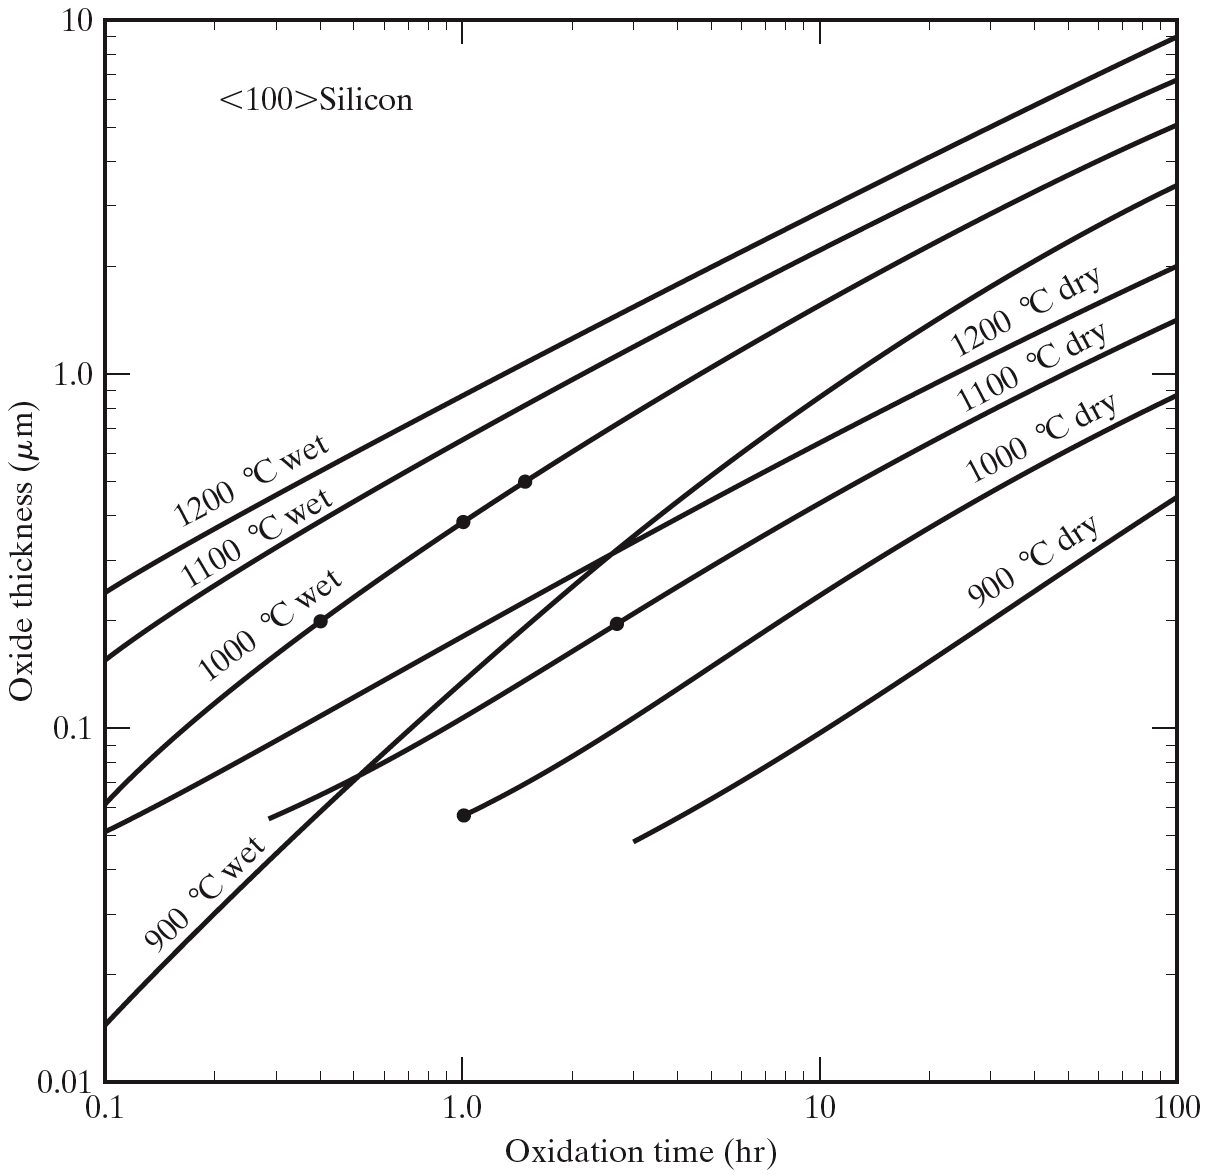 10
<100>Silicon
1200 °C dry
1.0
1100 °C dry
1000 °C dry
1200 °C wet
1100 °C wet
900 °C dry
1000 °C wet
Oxide thickness (μm)
0.1
900 °C wet
0.01
0.1
1.0
10
100
Oxidation time (hr)